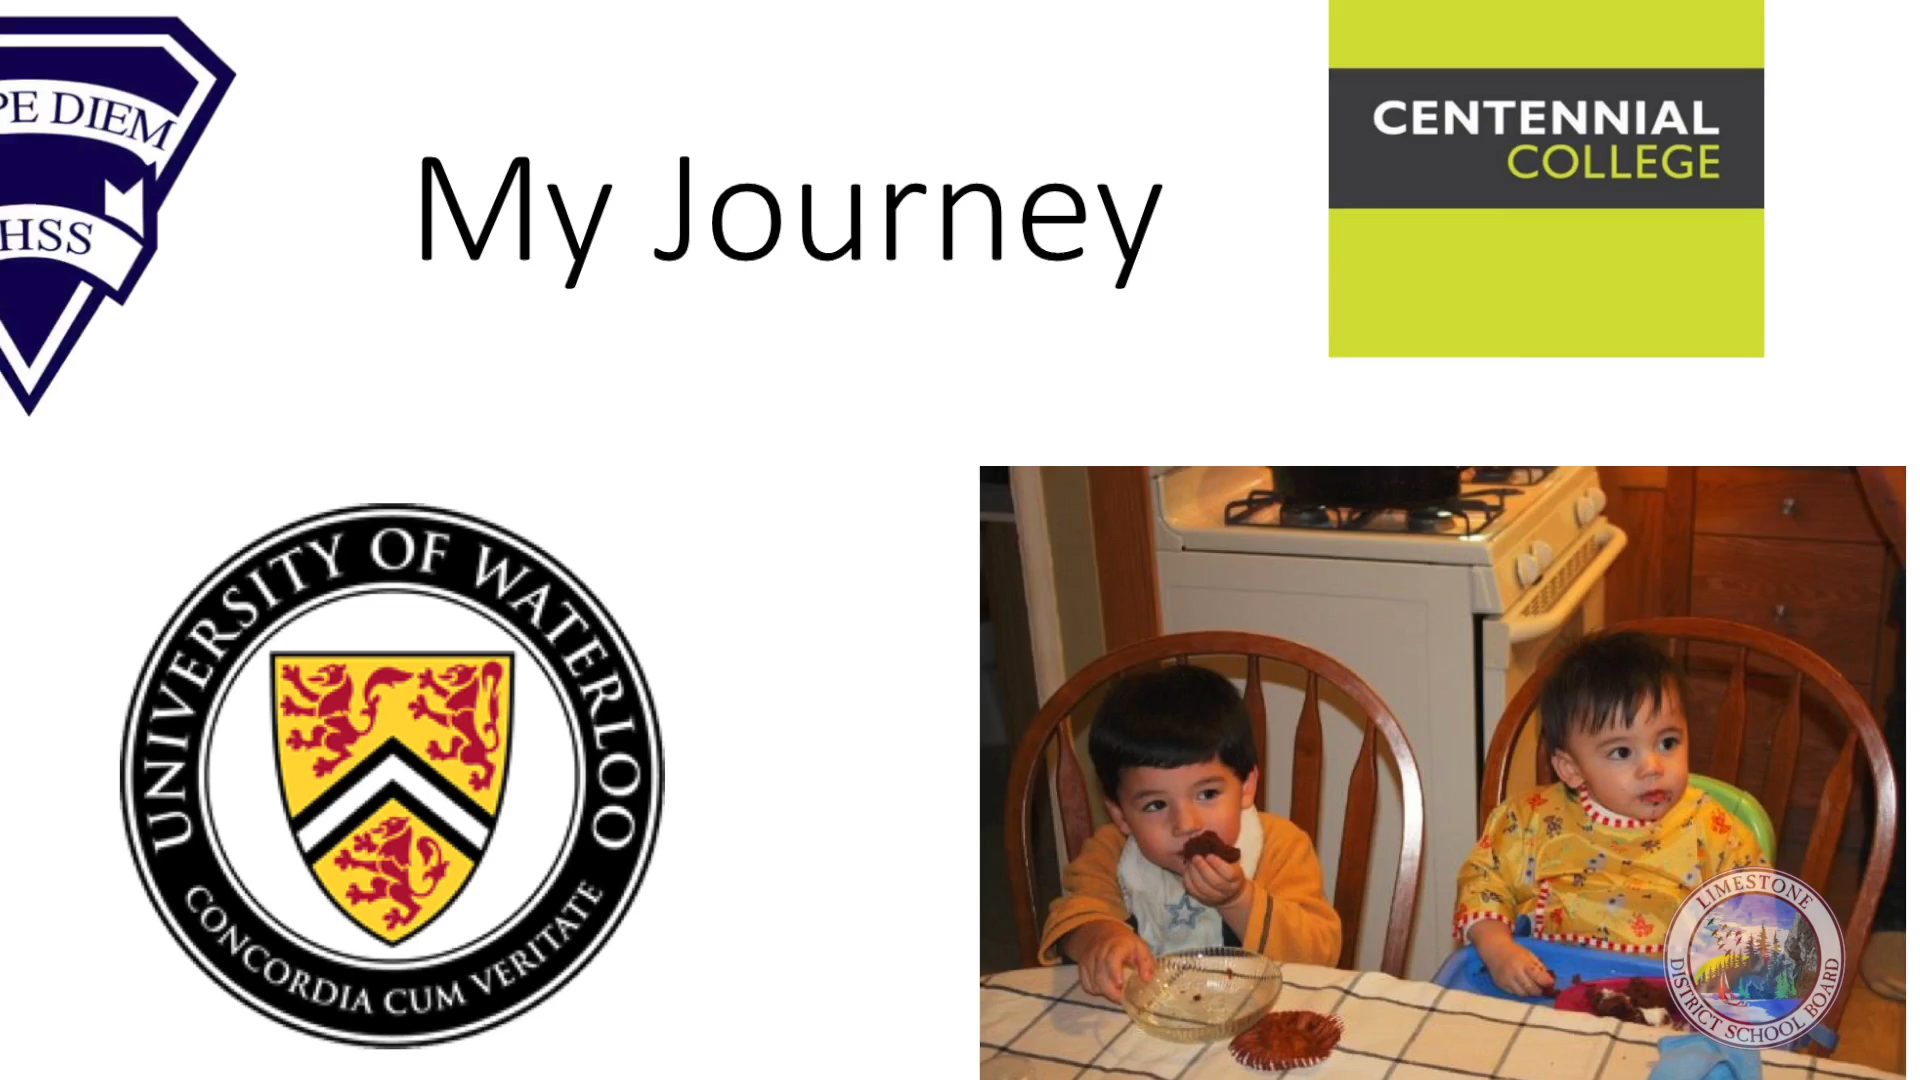 PE DIEM
HSS
My Journey
CENTENNIAL
COLLEGE
UNIVERSITY OF WATERLOO
CONCORDIA CUM VERITATE
LIMESTONE
DISTRICT SCHOOL BOARD